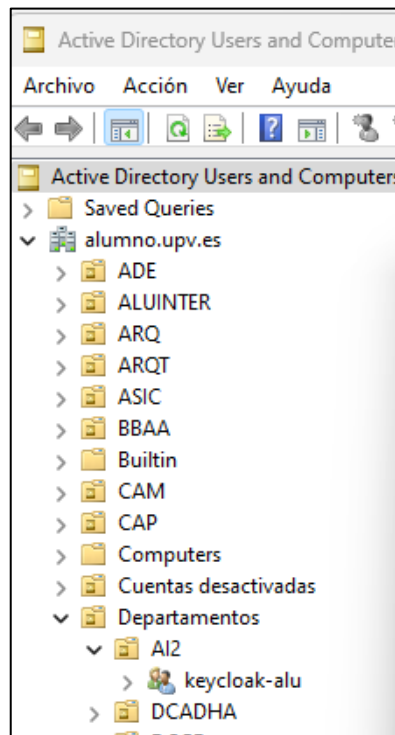 Active Directory Users and Compute
Archivo Acción Ver Ayuda
Active Directory Users and Computers
Saved Queries
alumno.upv.es
ADE
ALUINTER
ARQ
ARQT
ASIC
BBAA
Builtin
CAM
CAP
Computers
Cuentas desactivadas
Departamentos
AI2
keycloak-alu
DCADHA